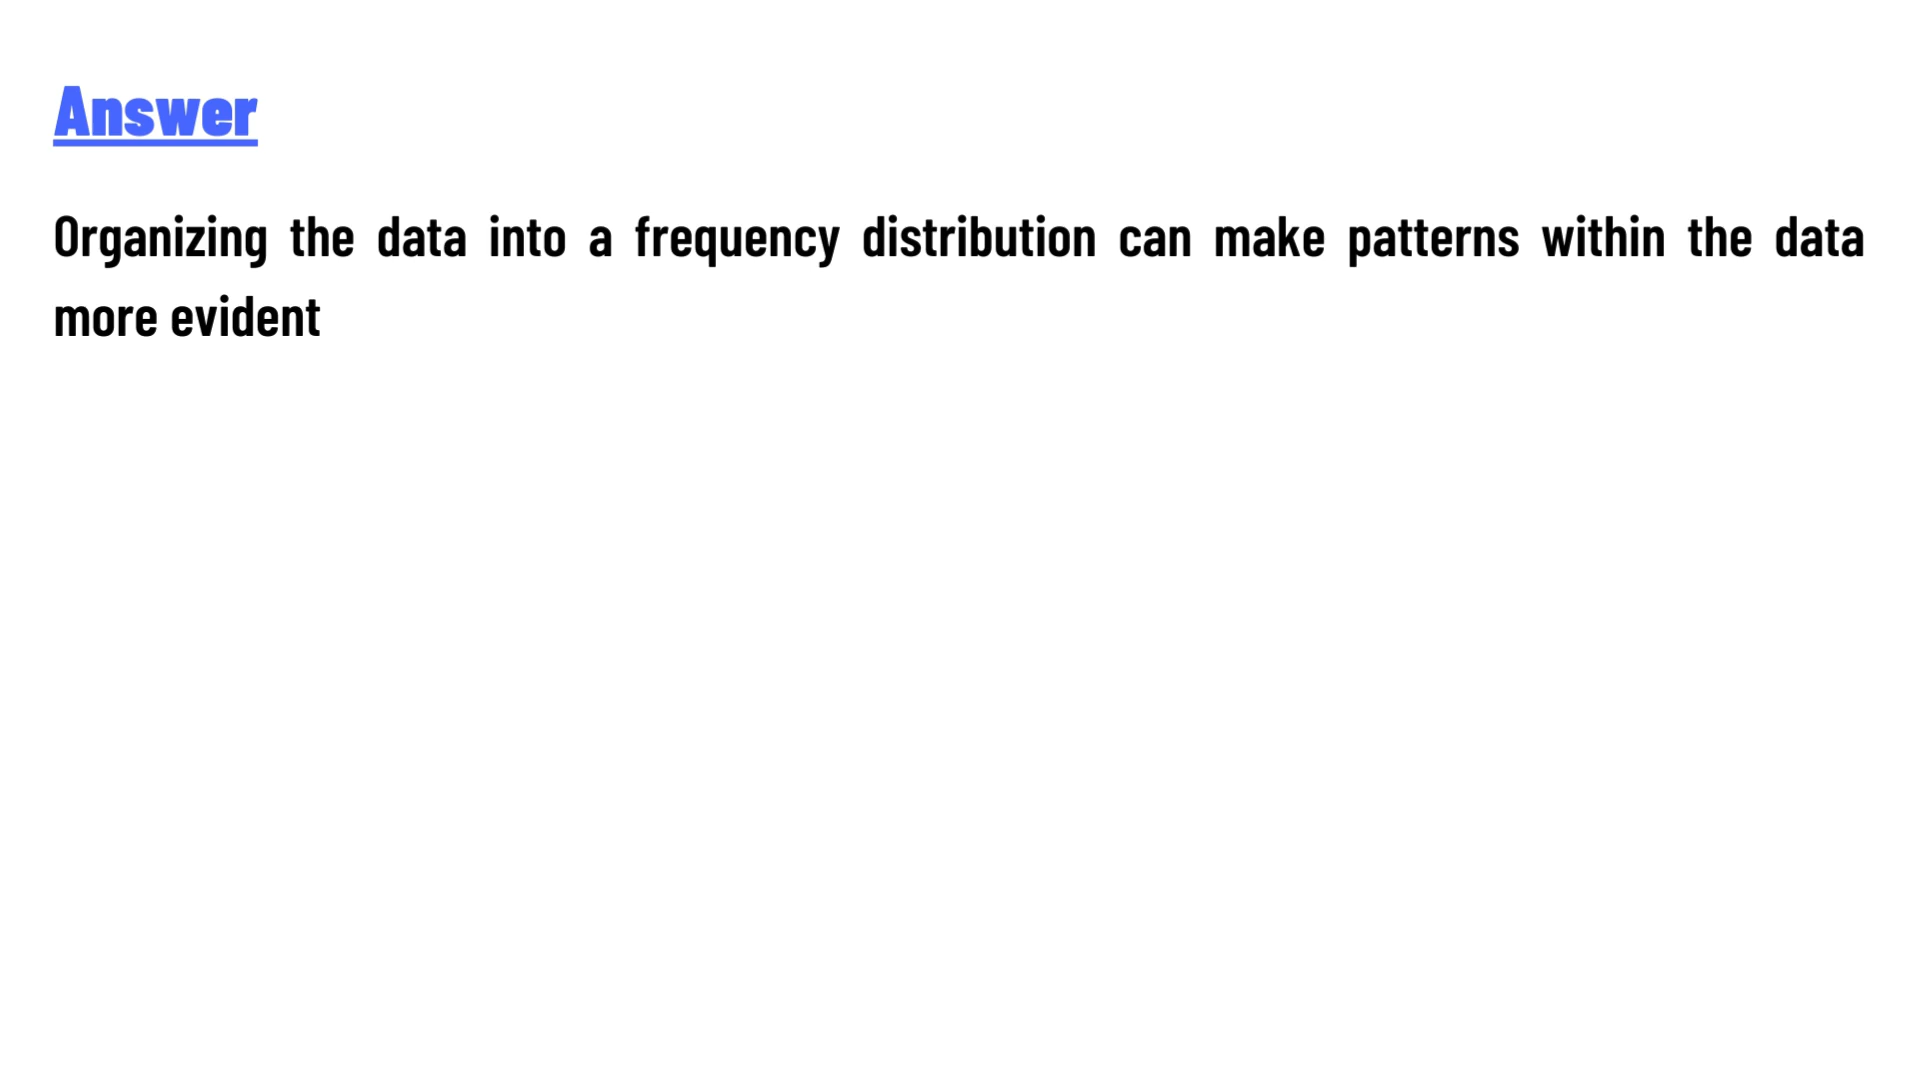 Answer
Organizing the data into a frequency distribution can make patterns within the data
more evident